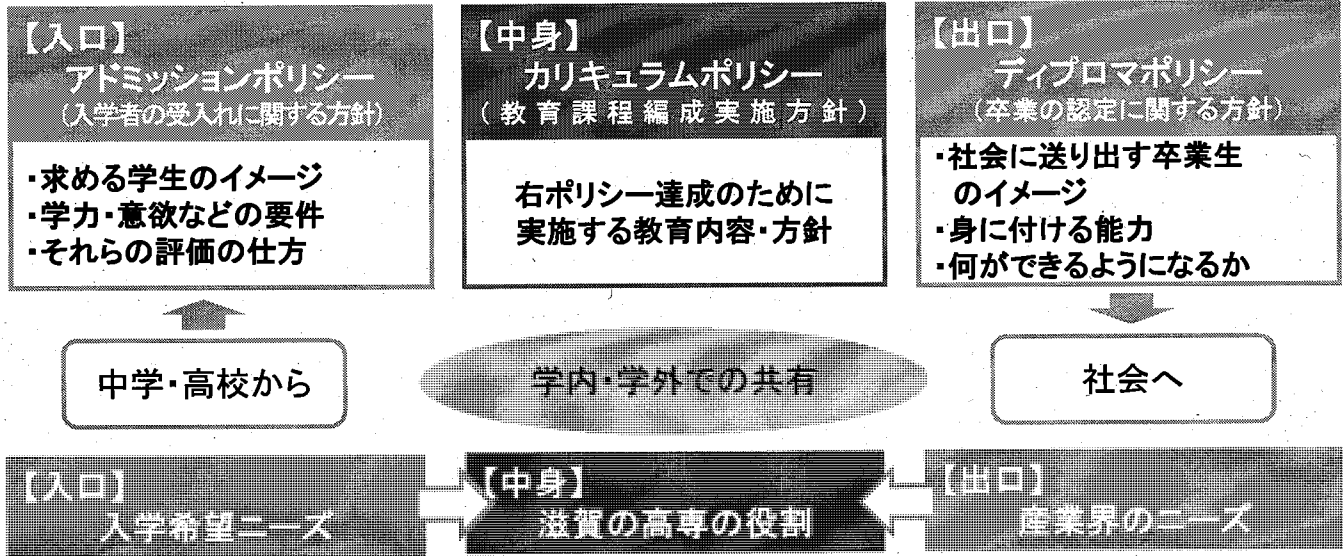 【入口】
アドミッションポリシー
(入学者の受入れに関する方針)
・求める学生のイメージ
・学力・意欲などの要件
・それらの評価の仕方
【中身】
カリキュラムポリシー
(教育課程編成実施方針)
右ポリシー達成のために
実施する教育内容・方針
【出口】
ディプロマポリシー
(卒業の認定に関する方針)
・社会に送り出す卒業生
のイメージ
・身に付ける能力
・何ができるようになるか
中学・高校から
学内・学外での共有
社会へ
【入口】
入学希望ニーズ
【中身】
滋賀の高専の役割
【出口】
産業界のニーズ